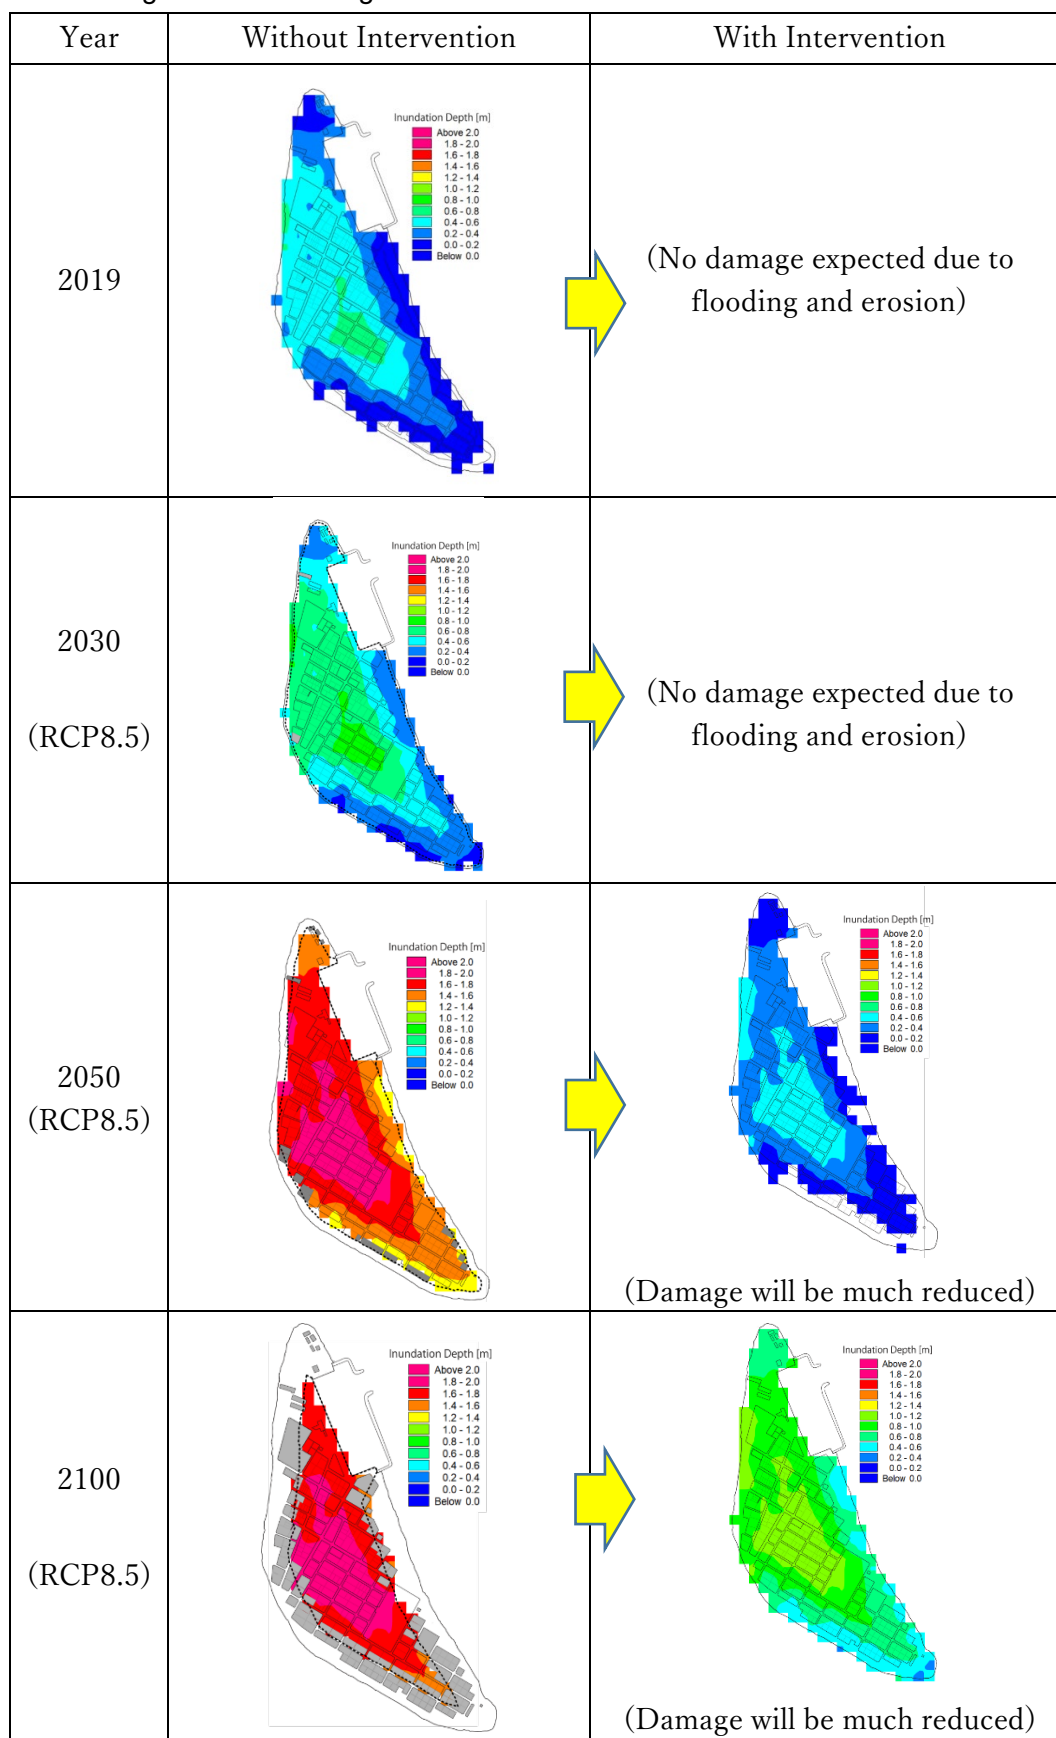 Year
Without Intervention
With Intervention
2019
Inundation Depth [m]
Above 2.0
1.8 - 2.0
1.6 - 1.8
1.4 - 1.6
1.2 - 1.4
1.0 - 1.2
0.8 - 1.0
0.6 - 0.8
0.4 - 0.6
0.2 - 0.4
0.0 - 0.2
Below 0.0
(No damage expected due to
flooding and erosion)
2030
(RCP8.5)
Inundation Depth [m]
Above 2.0
1.8 - 2.0
1.6 - 1.8
1.4 - 1.6
1.2 - 1.4
1.0 - 1.2
0.8 - 1.0
0.6 - 0.8
0.4 - 0.6
0.2 - 0.4
0.0 - 0.2
Below 0.0
(No damage expected due to
flooding and erosion)
2050
(RCP8.5)
Inundation Depth [m]
Above 2.0
1.8 - 2.0
1.6 - 1.8
1.4 - 1.6
1.2 - 1.4
1.0 - 1.2
0.8 - 1.0
0.6 - 0.8
0.4 - 0.6
0.2 - 0.4
0.0 - 0.2
Below 0.0
Inundation Depth [m]
Above 2.0
1.8 - 2.0
1.6 - 1.8
1.4 - 1.6
1.2 - 1.4
1.0 - 1.2
0.8 - 1.0
0.6 - 0.8
0.4 - 0.6
0.2 - 0.4
0.0 - 0.2
Below 0.0
(Damage will be much reduced)
2100
(RCP8.5)
Inundation Depth [m]
Above 2.0
1.8 - 2.0
1.6 - 1.8
1.4 - 1.6
1.2 - 1.4
1.0 - 1.2
0.8 - 1.0
0.6 - 0.8
0.4 - 0.6
0.2 - 0.4
0.0 - 0.2
Below 0.0
Inundation Depth [m]
Above 2.0
1.8 - 2.0
1.6 - 1.8
1.4 - 1.6
1.2 - 1.4
1.0 - 1.2
0.8 - 1.0
0.6 - 0.8
0.4 - 0.6
0.2 - 0.4
0.0 - 0.2
Below 0.0
(Damage will be much reduced)